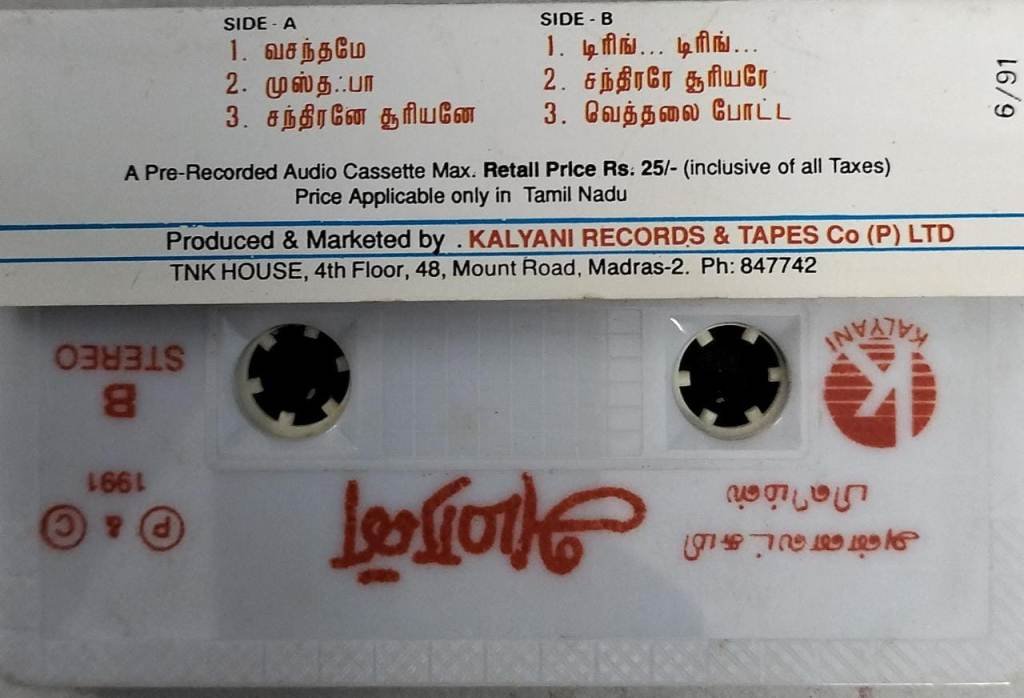 SIDE - A
1. வசந்தமே
2. முஸ்தஃபா
3. சந்திரனே சூரியனே
SIDE - B
1. டிரிங்... டிரிங்...
2. சந்திரரே சூரியரே
3. வெத்தலை போட்ட
6/91
A Pre-Recorded Audio Cassette Max. Retail Price Rs. 25/- (inclusive of all Taxes)
Price Applicable only in Tamil Nadu
Produced & Marketed by . KALYANI RECORDS & TAPES Co (P) LTD
TNK HOUSE, 4th Floor, 48, Mount Road, Madras-2. Ph: 847742
KALYANI
K
STEREO
B
1991
P & C
அமரன்
பிலிம்ஸ்